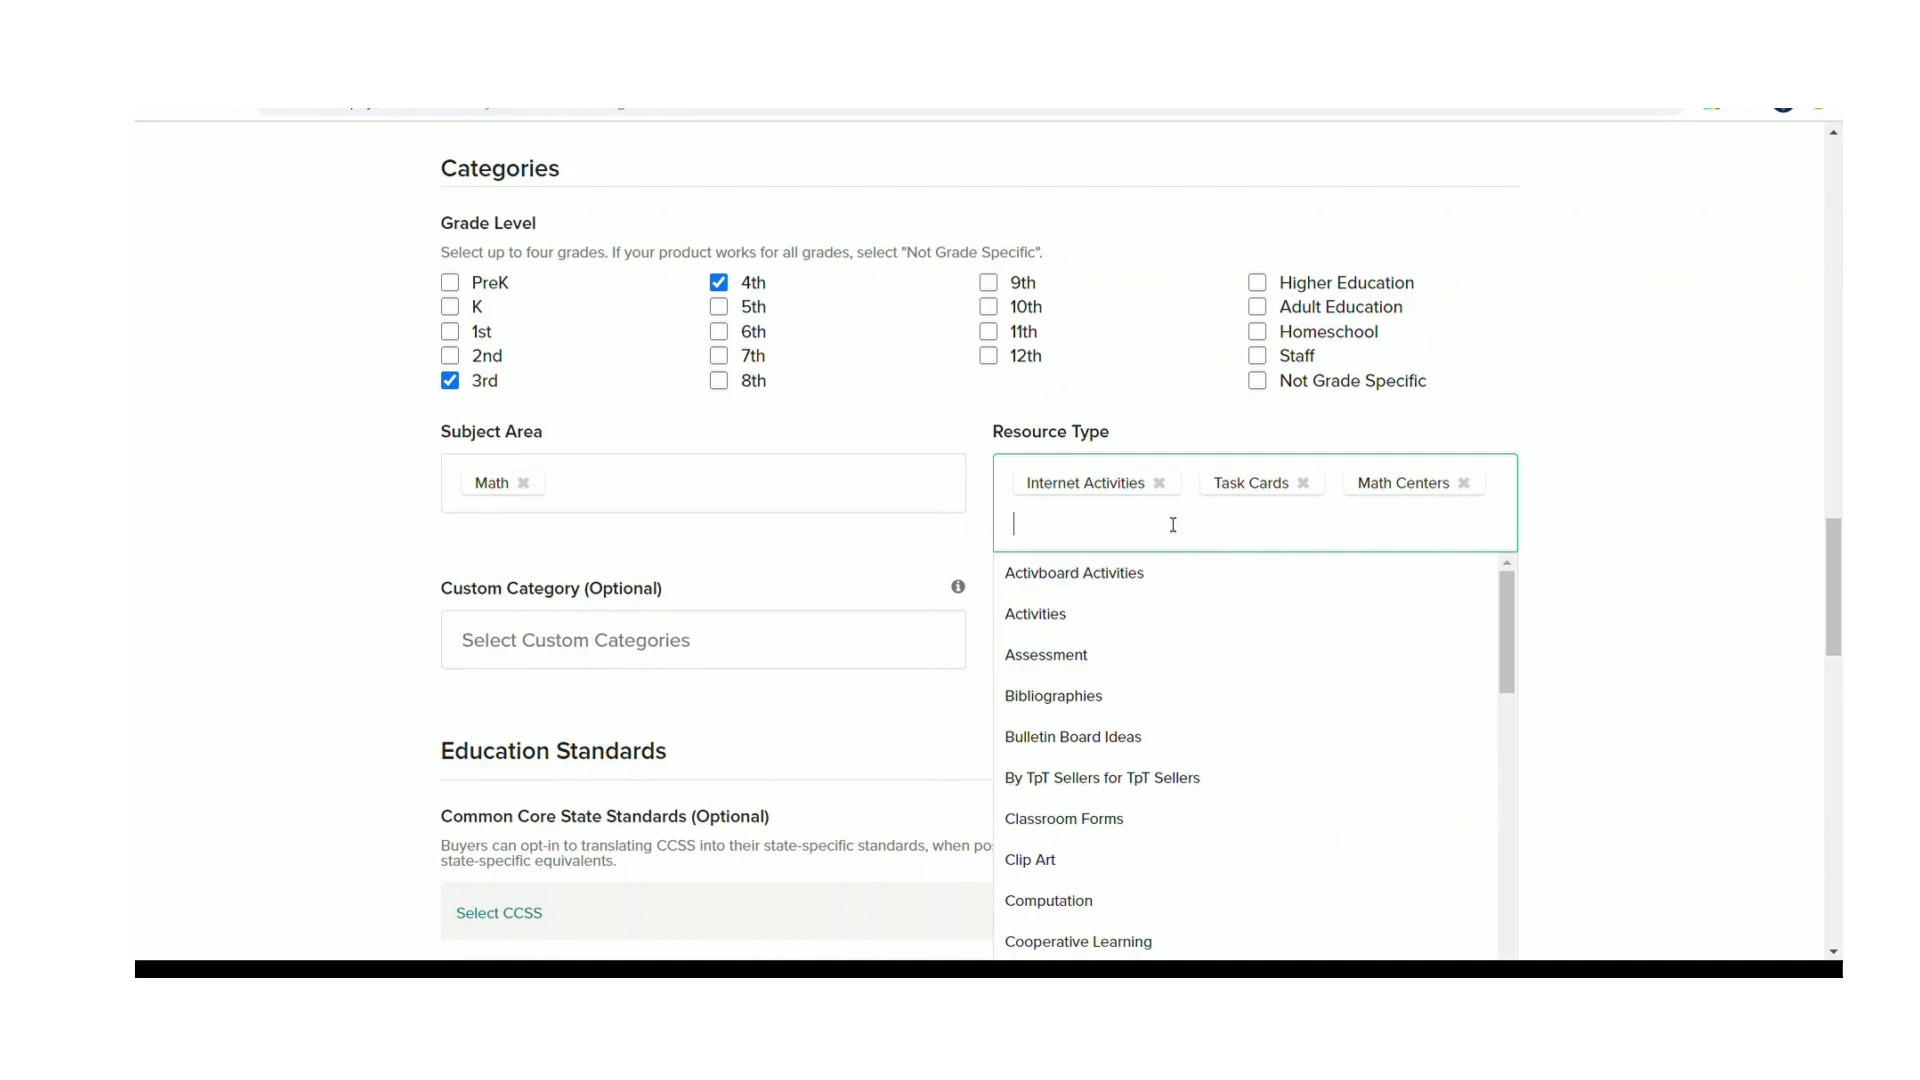 Categories
Grade Level
Select up to four grades. If your product works for all grades, select "Not Grade Specific".
PreK
K
1st
2nd
3rd
4th
5th
6th
7th
8th
9th
10th
11th
12th
Higher Education
Adult Education
Homeschool
Staff
Not Grade Specific
Subject Area
Math
Custom Category (Optional)
Select Custom Categories
Resource Type
Internet Activities
Task Cards
Math Centers
Activboard Activities
Activities
Assessment
Bibliographies
Bulletin Board Ideas
By TpT Sellers for TpT Sellers
Classroom Forms
Clip Art
Computation
Cooperative Learning
Education Standards
Common Core State Standards (Optional)
Buyers can opt-in to translating CCSS into their state-specific standards, when
state-specific equivalents.
Select CCSS